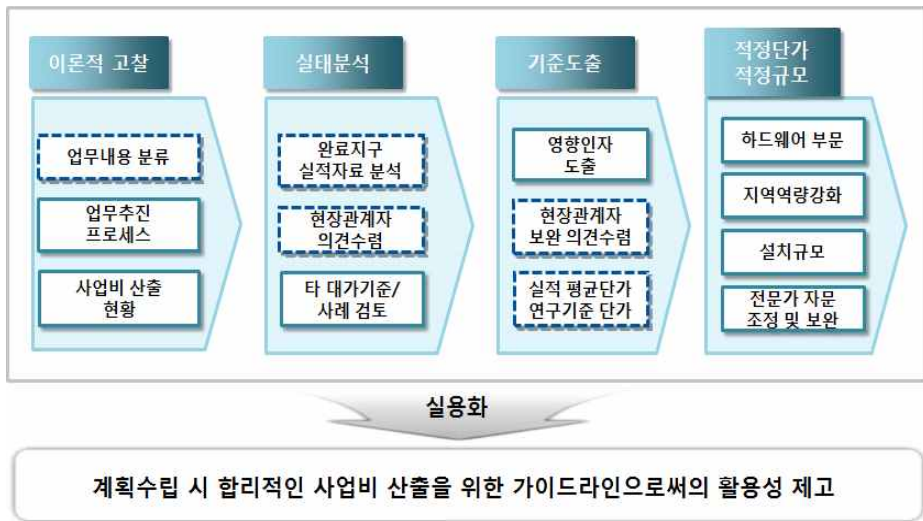 이론적 고찰
업무내용 분류
업무추진
프로세스
사업비 산출
현황
실태분석
완료지구
실적자료 분석
현장관계자
의견수렴
타 대가기준/
사례 검토
기준도출
영향인자
도출
현장관계자
보완 의견수렴
실적 평균단가
연구기준 단가
적정단가
적정규모
하드웨어 부문
지역역량강화
설치규모
전문가 자문
조정 및 보완
실용화
계획수립 시 합리적인 사업비 산출을 위한 가이드라인으로써의 활용성 제고